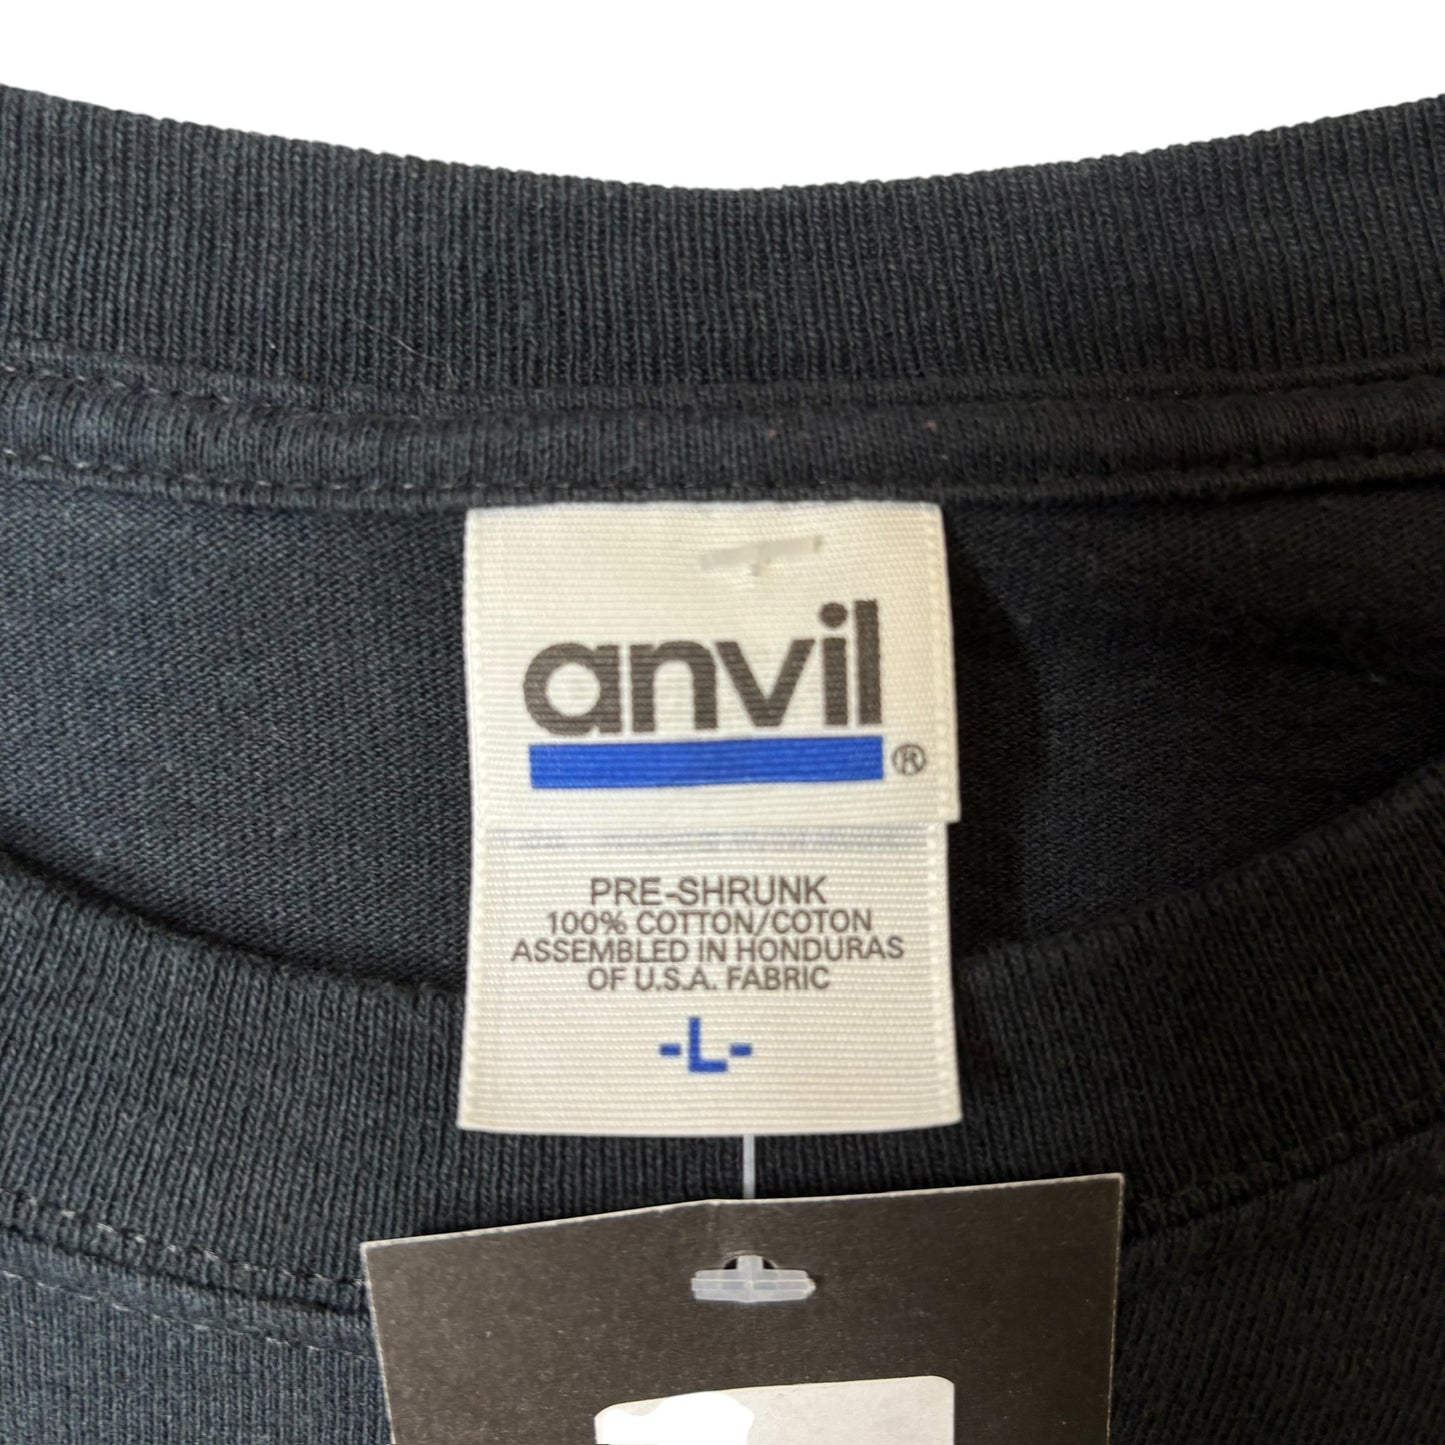 anvil®
PRE-SHRUNK
100% COTTON/COTON
ASSEMBLED IN HONDURAS
OF U.S.A. FABRIC
-L-